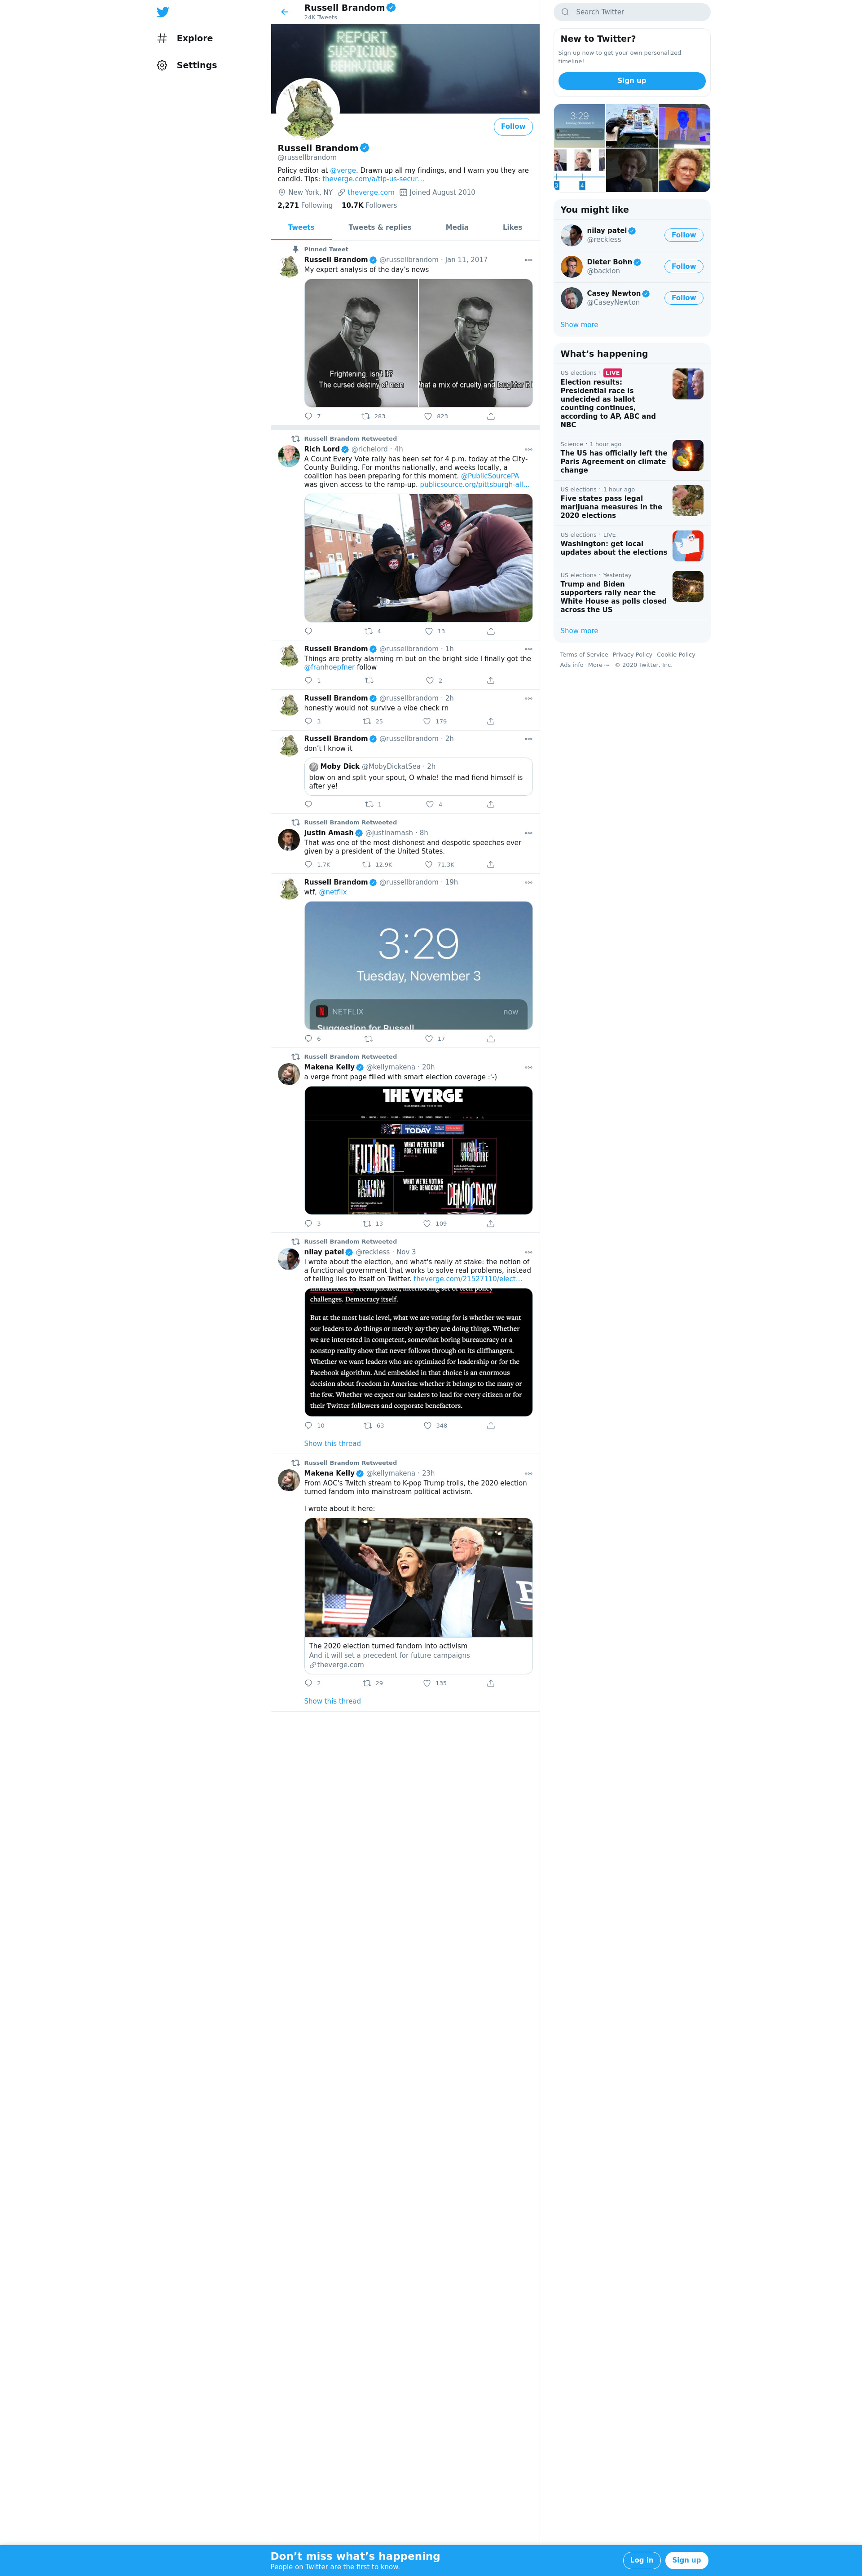 Explore
Settings
Russell Brandom
24K Tweets
REPORT
SUSPICIOUS
BEHAVIOUR
Follow
Russell Brandom
@russellbrandom
Policy editor at @verge. Drawn up all my findings, and I warn you they are
candid. Tips: theverge.com/a/tip-us-secur…
New York, NY theverge.com Joined August 2010
2,271 Following 10.7K Followers
Tweets Tweets & replies Media Likes
Pinned Tweet
Russell Brandom @russellbrandom · Jan 11, 2017
My expert analysis of the day’s news
Frightening, isn't it?
The cursed destiny of man
that a mix of cruelty and laughter it i
7 283 823
Russell Brandom Retweeted
Rich Lord @richelord · 4h
A Count Every Vote rally has been set for 4 p.m. today at the City-
County Building. For months nationally, and weeks locally, a
coalition has been preparing for this moment. @PublicSourcePA
was given access to the ramp-up. publicsource.org/pittsburgh-all…
4 13
Russell Brandom @russellbrandom · 1h
Things are pretty alarming rn but on the bright side I finally got the
@franhoepfner follow
1 2
Russell Brandom @russellbrandom · 2h
honestly would not survive a vibe check rn
3 25 179
Russell Brandom @russellbrandom · 2h
don’t I know it
Moby Dick @MobyDickatSea · 2h
blow on and split your spout, O whale! the mad fiend himself is
after ye!
1 4
Russell Brandom Retweeted
Justin Amash @justinamash · 8h
That was one of the most dishonest and despotic speeches ever
given by a president of the United States.
1.7K 12.9K 71.3K
Russell Brandom @russellbrandom · 19h
wtf, @netflix
3:29
Tuesday, November 3
NETFLIX now
Suggestion for Russell
6 17
Russell Brandom Retweeted
Makena Kelly @kellymakena · 20h
a verge front page filled with smart election coverage :'-)
THE VERGE
TODAY
THE FUTURE
WHAT WE'RE VOTING FOR: THE FUTURE
INFRASTRUCTURE
PLATFORM REGULATION
WHAT WE'RE VOTING FOR: DEMOCRACY
DEMOCRACY
3 13 109
Russell Brandom Retweeted
nilay patel @reckless · Nov 3
I wrote about the election, and what's really at stake: the notion of
a functional government that works to solve real problems, instead
of telling lies to itself on Twitter. theverge.com/21527110/elect…
infrastructure. A complicated, interlocking set of tech policy
challenges. Democracy itself.
But at the most basic level, what we are voting for is whether we want
our leaders to do things or merely say they are doing things. Whether
we are interested in competent, somewhat boring bureaucracy or a
nonstop reality show that never follows through on its cliffhangers.
Whether we want leaders who are optimized for leadership or for the
Facebook algorithm. And embedded in that choice is an enormous
decision about freedom in America: whether it belongs to the many or
the few. Whether we expect our leaders to lead for every citizen or for
their Twitter followers and corporate benefactors.
10 63 348
Show this thread
Russell Brandom Retweeted
Makena Kelly @kellymakena · 23h
From AOC’s Twitch stream to K-pop Trump trolls, the 2020 election
turned fandom into mainstream political activism.
I wrote about it here:
The 2020 election turned fandom into activism
And it will set a precedent for future campaigns
theverge.com
2 29 135
Show this thread
Search Twitter
New to Twitter?
Sign up now to get your own personalized
timeline!
Sign up
3:29
3 4
You might like
nilay patel
@reckless
Follow
Dieter Bohn
@backlon
Follow
Casey Newton
@CaseyNewton
Follow
Show more
What’s happening
US elections · LIVE
Election results:
Presidential race is
undecided as ballot
counting continues,
according to AP, ABC and
NBC
Science · 1 hour ago
The US has officially left the
Paris Agreement on climate
change
US elections · 1 hour ago
Five states pass legal
marijuana measures in the
2020 elections
US elections · LIVE
Washington: get local
updates about the elections
US elections · Yesterday
Trump and Biden
supporters rally near the
White House as polls closed
across the US
Show more
Terms of Service Privacy Policy Cookie Policy
Ads info More © 2020 Twitter, Inc.
Don’t miss what’s happening
People on Twitter are the first to know.
Log in Sign up